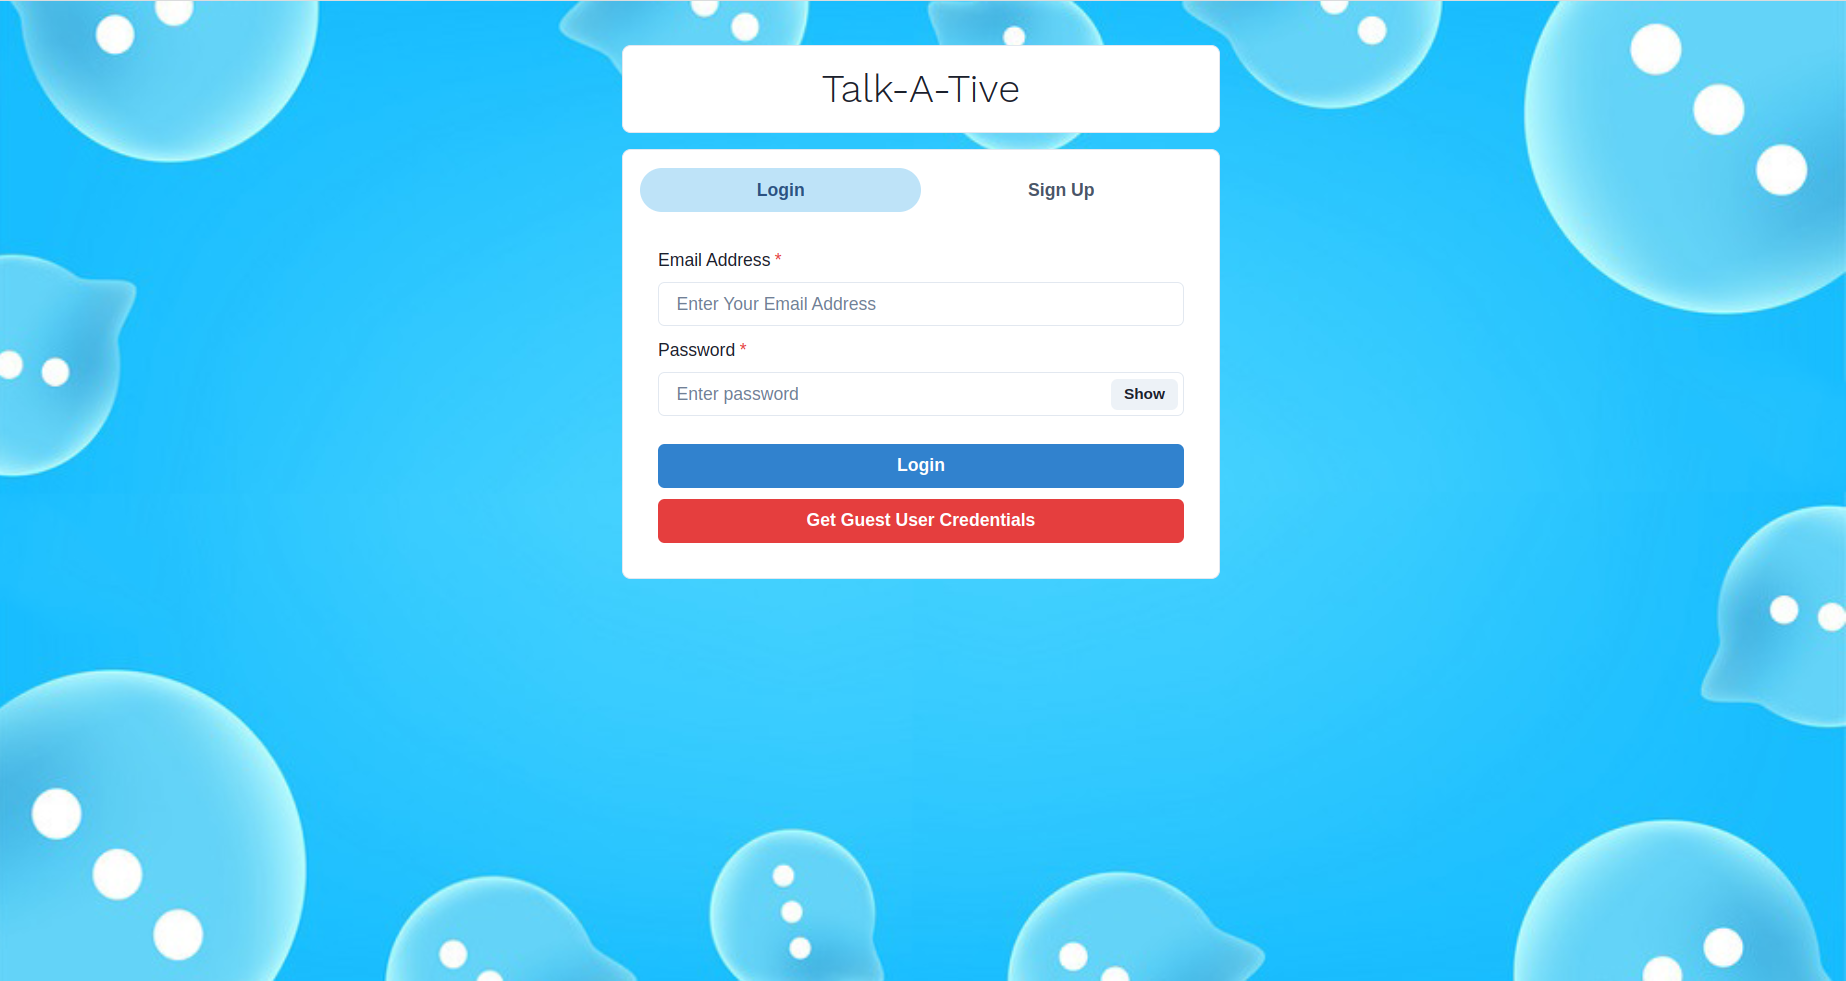 Talk-A-Tive
Login
Sign Up
Email Address *
Enter Your Email Address
Password *
Enter password
Show
Login
Get Guest User Credentials